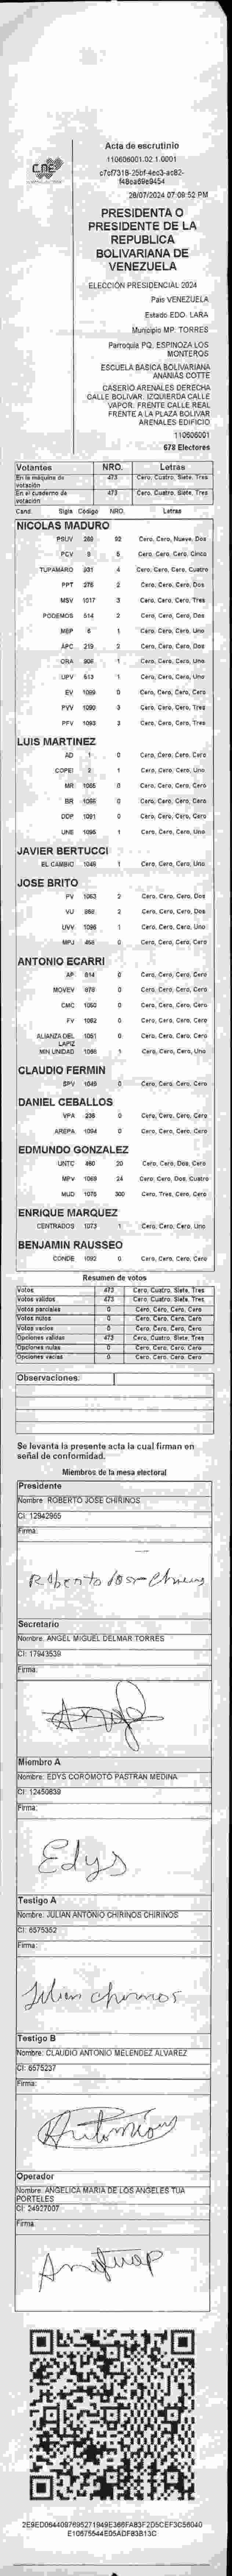 Acta de escrutinio
CNE
110606001.02.1.0001
28/07/2024 07:09:52 PM
PRESIDENTA O
PRESIDENTE DE LA
REPUBLICA
BOLIVARIANA DE
VENEZUELA
ELECCIÓN PRESIDENCIAL 2024
País VENEZUELA
Estado EDO. LARA
Municipio MP. TORRES
Parroquia PQ. ESPINOZA LOS
MONTEROS
ESCUELA BASICA BOLIVARIANA
ANANIAS COTTE
CASERÍO ARENALES DERECHA
CALLE BOLIVAR. IZQUIERDA CALLE
VAPOR. FRENTE CALLE REAL
FRENTE A LA PLAZA BOLIVAR
ARENALES EDIFICIO
110606001
678 Electores
Votantes NRO. Letras
En la máquina de votación 473 Cero, Cuatro, Siete, Tres
En el cuaderno de votación 473 Cero, Cuatro, Siete, Tres
Cand. Sigla Código NRO. Letras
NICOLAS MADURO
PSUV 269 92 Cero, Cero, Nueve, Dos
PCV 9 5 Cero, Cero, Cero, Cinco
TUPAMARO 931 4 Cero, Cero, Cero, Cuatro
PPT 276 2 Cero, Cero, Cero, Dos
MSV 1017 3 Cero, Cero, Cero, Tres
PODEMOS 514 2 Cero, Cero, Cero, Dos
MEP 6 1 Cero, Cero, Cero, Uno
APC 219 2 Cero, Cero, Cero, Dos
ORA 906 1 Cero, Cero, Cero, Uno
UPV 613 1 Cero, Cero, Cero, Uno
EV 1089 0 Cero, Cero, Cero, Cero
PVV 1090 3 Cero, Cero, Cero, Tres
PFV 1093 3 Cero, Cero, Cero, Tres
LUIS MARTINEZ
AD 1 0 Cero, Cero, Cero, Cero
COPEI 2 1 Cero, Cero, Cero, Uno
MR 1005 0 Cero, Cero, Cero, Cero
BR 1066 0 Cero, Cero, Cero, Cero
DDP 1091 0 Cero, Cero, Cero, Cero
UNE 1096 1 Cero, Cero, Cero, Uno
JAVIER BERTUCCI
EL CAMBIO 1048 1 Cero, Cero, Cero, Uno
JOSE BRITO
PV 1063 2 Cero, Cero, Cero, Dos
VU 868 2 Cero, Cero, Cero, Dos
UVV 1086 1 Cero, Cero, Cero, Uno
MPJ 468 0 Cero, Cero, Cero, Cero
ANTONIO ECARRI
AP 814 0 Cero, Cero, Cero, Cero
MOVEV 978 0 Cero, Cero, Cero, Cero
CMC 1050 0 Cero, Cero, Cero, Cero
FV 1062 0 Cero, Cero, Cero, Cero
ALIANZA DEL LAPIZ 1051 0 Cero, Cero, Cero, Cero
MIN UNIDAD 1066 1 Cero, Cero, Cero, Uno
CLAUDIO FERMIN
SPV 1049 0 Cero, Cero, Cero, Cero
DANIEL CEBALLOS
VPA 238 0 Cero, Cero, Cero, Cero
AREPA 1094 0 Cero, Cero, Cero, Cero
EDMUNDO GONZALEZ
UNTC 460 20 Cero, Cero, Dos, Cero
MPV 1069 24 Cero, Cero, Dos, Cuatro
MUD 1075 300 Cero, Tres, Cero, Cero
ENRIQUE MARQUEZ
CENTRADOS 1073 1 Cero, Cero, Cero, Uno
BENJAMIN RAUSSEO
CONDE 1092 0 Cero, Cero, Cero, Cero
Resumen de votos
Votos 473 Cero, Cuatro, Siete, Tres
Votos válidos 473 Cero, Cuatro, Siete, Tres
Votos parciales 0 Cero, Cero, Cero, Cero
Votos nulos 0 Cero, Cero, Cero, Cero
Votos vacíos 0 Cero, Cero, Cero, Cero
Opciones válidas 473 Cero, Cuatro, Siete, Tres
Opciones nulas 0 Cero, Cero, Cero, Cero
Opciones vacías 0 Cero, Cero, Cero, Cero
Observaciones:
Se levanta la presente acta la cual firman en
señal de conformidad.
Miembros de la mesa electoral
Presidente
Nombre: ROBERTO JOSE CHIRINOS
CI: 12942965
Firma:
Roberto Jose Chirinos
Secretario
Nombre: ANGEL MIGUEL DELMAR TORRES
CI: 17943539
Firma:
Miembro A
Nombre: EDYS COROMOTO PASTRAN MEDINA
CI: 12450839
Firma:
Edys
Testigo A
Nombre: JULIAN ANTONIO CHIRINOS CHIRINOS
CI: 6575352
Firma:
Julian chirinos
Testigo B
Nombre: CLAUDIO ANTONIO MELENDEZ ALVAREZ
CI: 6575237
Firma:
Antonio
Operador
Nombre: ANGELICA MARIA DE LOS ANGELES TUA
PORTELES
CI: 24927007
Firma: